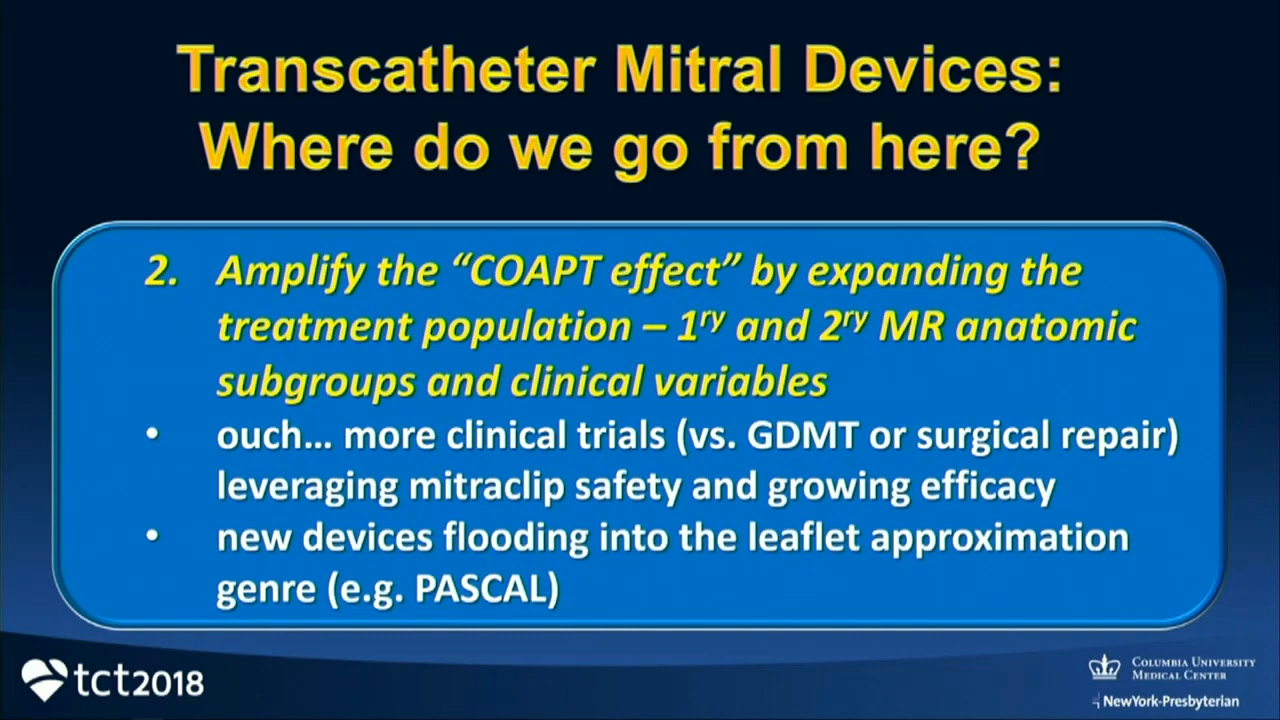 Transcatheter Mitral Devices:
Where do we go from here?
2. Amplify the “COAPT effect” by expanding the
treatment population – 1ry and 2ry MR anatomic
subgroups and clinical variables
• ouch... more clinical trials (vs. GDMT or surgical repair)
leveraging mitraclip safety and growing efficacy
• new devices flooding into the leaflet approximation
genre (e.g. PASCAL)
tct2018
COLUMBIA UNIVERSITY
MEDICAL CENTER
NewYork-Presbyterian